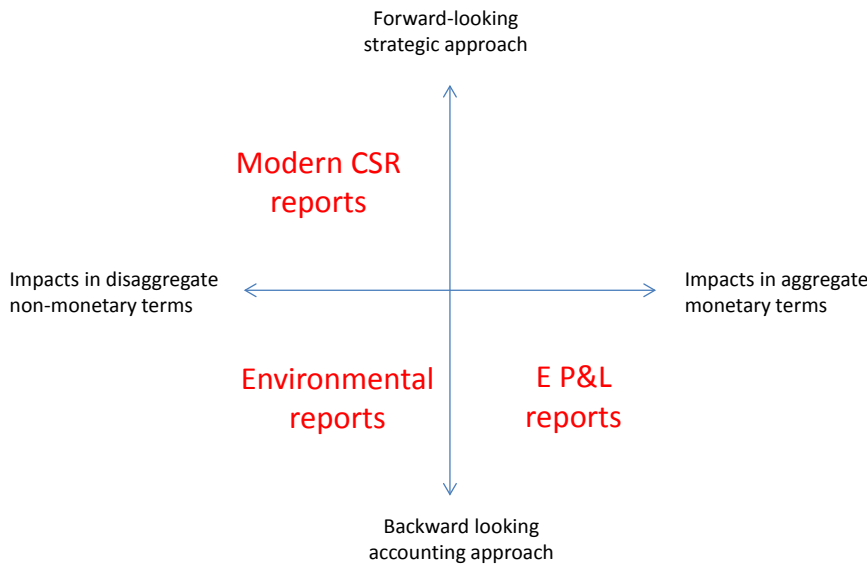 Forward-looking
strategic approach
Modern CSR
reports
Impacts in disaggregate
non-monetary terms
Impacts in aggregate
monetary terms
Environmental
reports
E P&L
reports
Backward looking
accounting approach